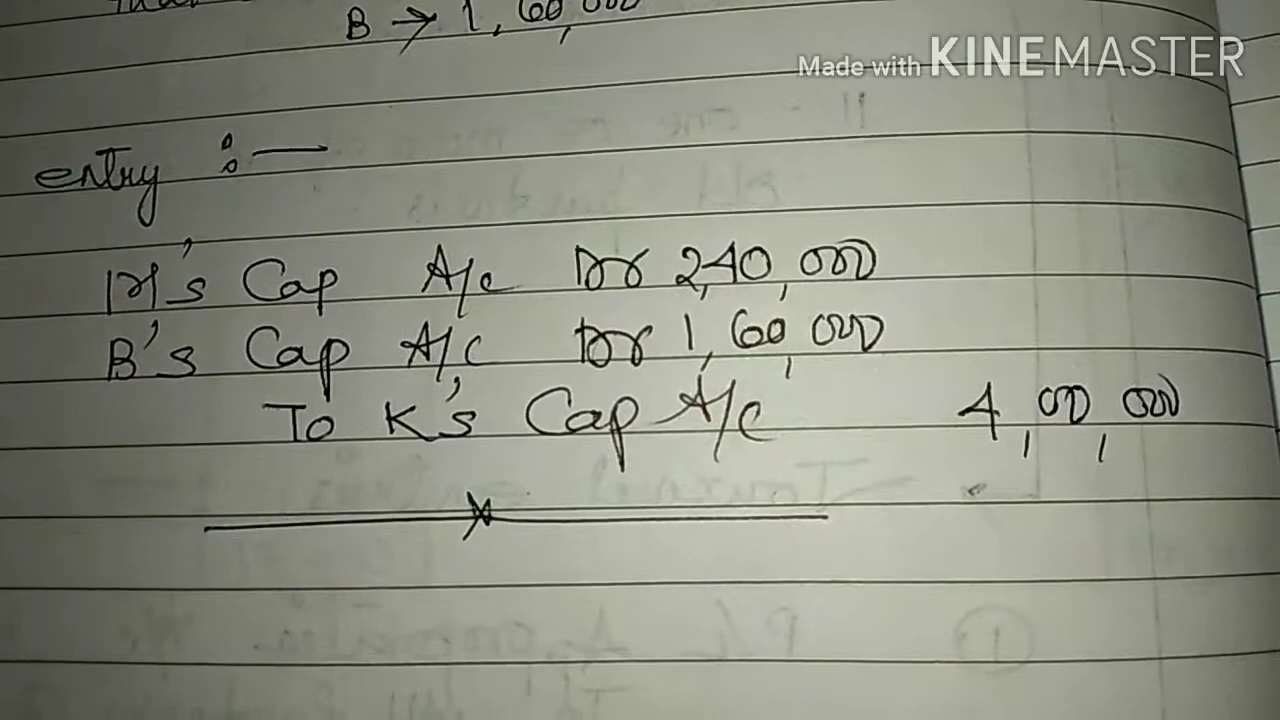 B → 1,60,000
Made with KINEMASTER
entry :—
M's Cap A/c Dr 2,40,000
B's Cap A/c Dr 1,60,000
To K's Cap A/c 4,00,000